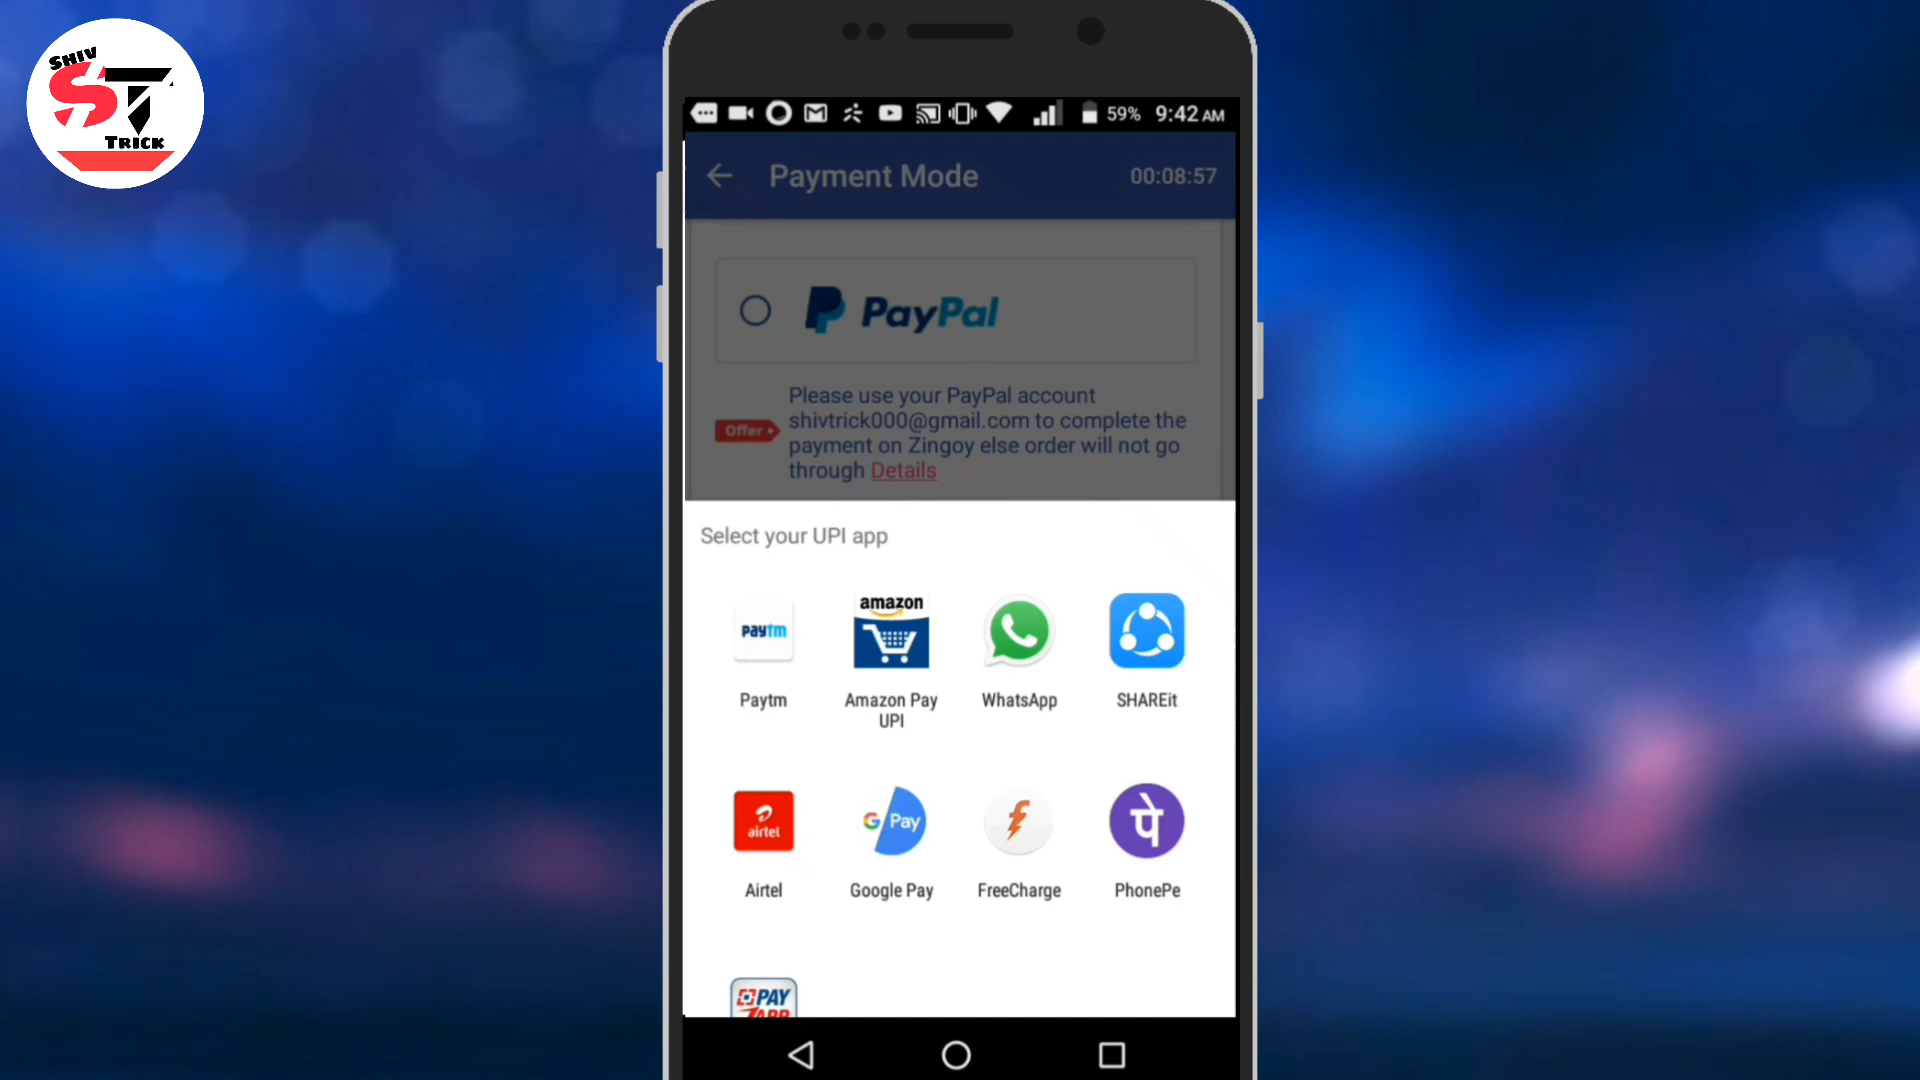 SHIV
ST
TRICK
59% 9:42 AM
Payment Mode
00:08:57
PayPal
Please use your PayPal account
shivtrick000@gmail.com to complete the
Offer
payment on Zingoy else order will not go
through Details
Select your UPI app
paytm
amazon
Paytm
Amazon Pay
UPI
WhatsApp
SHAREit
airtel
G Pay
पे
Airtel
Google Pay
FreeCharge
PhonePe
PAY
ZAPP